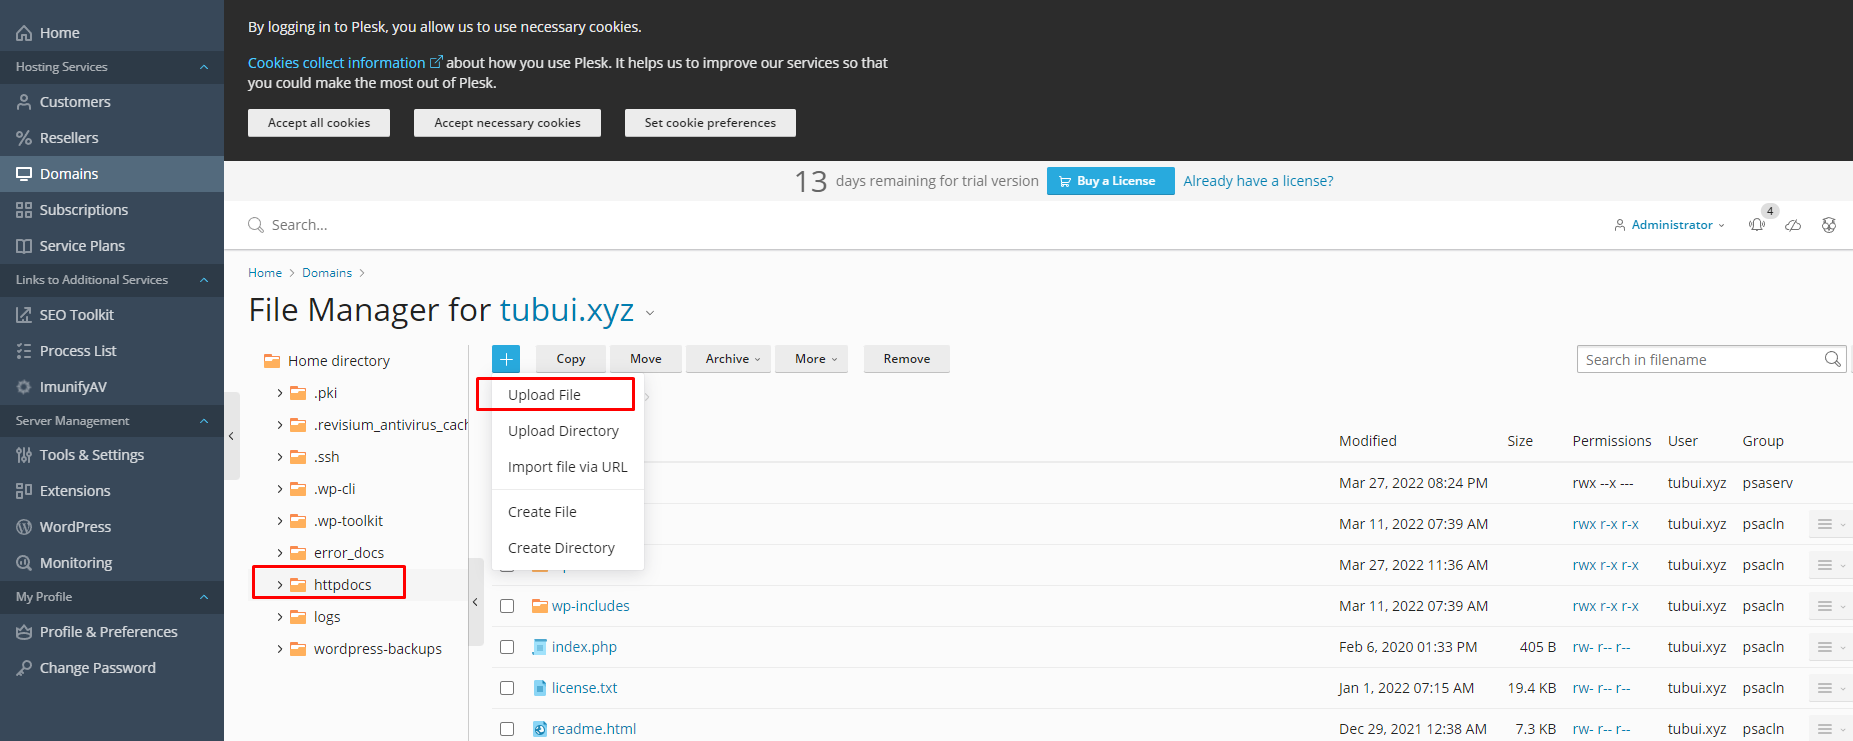 Home
Hosting Services
Customers
Resellers
Domains
Subscriptions
Service Plans
Links to Additional Services
SEO Toolkit
Process List
ImunifyAV
Server Management
Tools & Settings
Extensions
WordPress
Monitoring
My Profile
Profile & Preferences
Change Password
By logging in to Plesk, you allow us to use necessary cookies.
Cookies collect information about how you use Plesk. It helps us to improve our services so that
you could make the most out of Plesk.
Accept all cookies Accept necessary cookies Set cookie preferences
13 days remaining for trial version Buy a License Already have a license?
Search... Administrator 4
Home > Domains >
File Manager for tubui.xyz
Home directory
.pki
.revisium_antivirus_cach
.ssh
.wp-cli
.wp-toolkit
error_docs
httpdocs
logs
wordpress-backups
+ Copy Move Archive More Remove Search in filename
Upload File
Upload Directory
Import file via URL
Create File
Create Directory
Modified Size Permissions User Group
Mar 27, 2022 08:24 PM rwx --x --- tubui.xyz psaserv
Mar 11, 2022 07:39 AM rwx r-x r-x tubui.xyz psacln
Mar 27, 2022 11:36 AM rwx r-x r-x tubui.xyz psacln
wp-includes Mar 11, 2022 07:39 AM rwx r-x r-x tubui.xyz psacln
index.php Feb 6, 2020 01:33 PM 405 B rw- r-- r-- tubui.xyz psacln
license.txt Jan 1, 2022 07:15 AM 19.4 KB rw- r-- r-- tubui.xyz psacln
readme.html Dec 29, 2021 12:38 AM 7.3 KB rw- r-- r-- tubui.xyz psacln